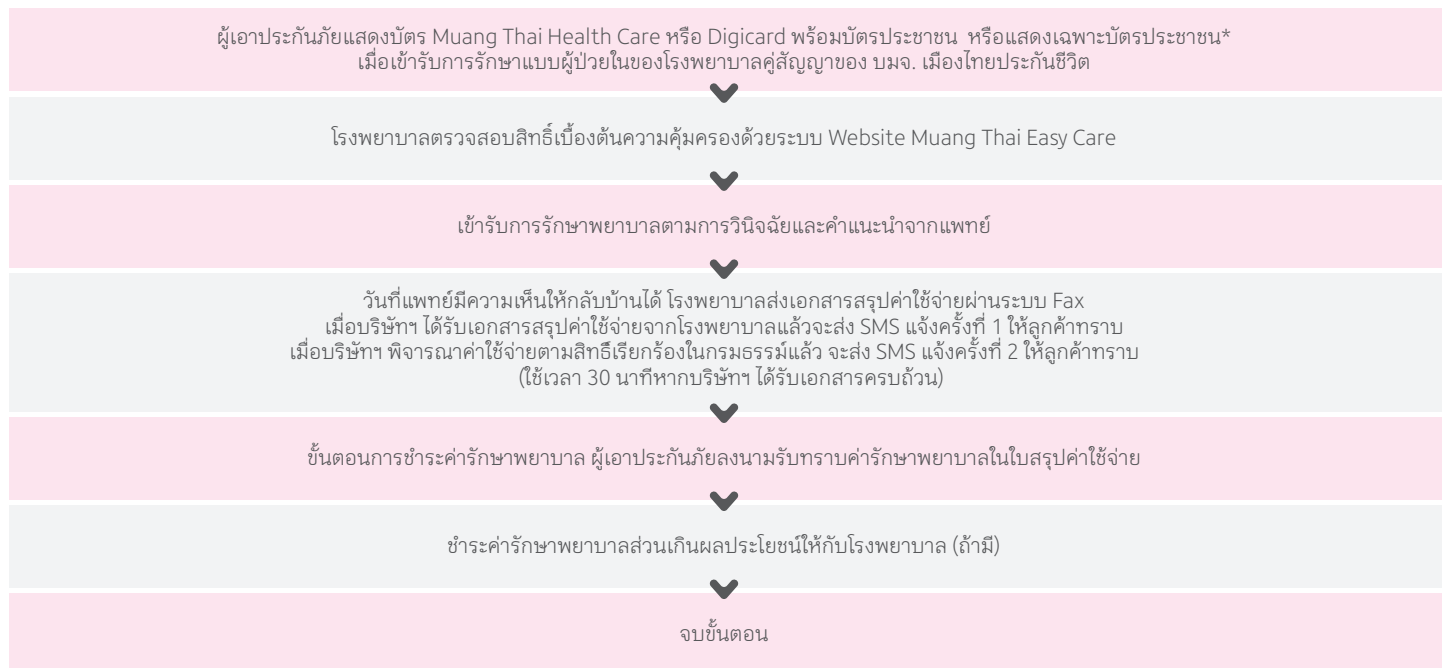 ผู้เอาประกันภัยแสดงบัตร Muang Thai Health Care หรือ Digicard พร้อมบัตรประชาชน หรือแสดงเฉพาะบัตรประชาชน*
เมื่อเข้ารับการรักษาแบบผู้ป่วยในของโรงพยาบาลคู่สัญญาของ บมจ. เมืองไทยประกันชีวิต
โรงพยาบาลตรวจสอบสิทธิ์เบื้องต้นความคุ้มครองด้วยระบบ Website Muang Thai Easy Care
เข้ารับการรักษาพยาบาลตามการวินิจฉัยและคำแนะนำจากแพทย์
วันที่แพทย์มีความเห็นให้กลับบ้านได้ โรงพยาบาลส่งเอกสารสรุปค่าใช้จ่ายผ่านระบบ Fax
เมื่อบริษัทฯ ได้รับเอกสารสรุปค่าใช้จ่ายจากโรงพยาบาลแล้วจะส่ง SMS แจ้งครั้งที่ 1 ให้ลูกค้าทราบ
เมื่อบริษัทฯ พิจารณาค่าใช้จ่ายตามสิทธิ์เรียกร้องในกรมธรรม์แล้ว จะส่ง SMS แจ้งครั้งที่ 2 ให้ลูกค้าทราบ
(ใช้เวลา 30 นาทีหากบริษัทฯ ได้รับเอกสารครบถ้วน)
ขั้นตอนการชำระค่ารักษาพยาบาล ผู้เอาประกันภัยลงนามรับทราบค่ารักษาพยาบาลในใบสรุปค่าใช้จ่าย
ชำระค่ารักษาพยาบาลส่วนเกินผลประโยชน์ให้กับโรงพยาบาล (ถ้ามี)
จบขั้นตอน